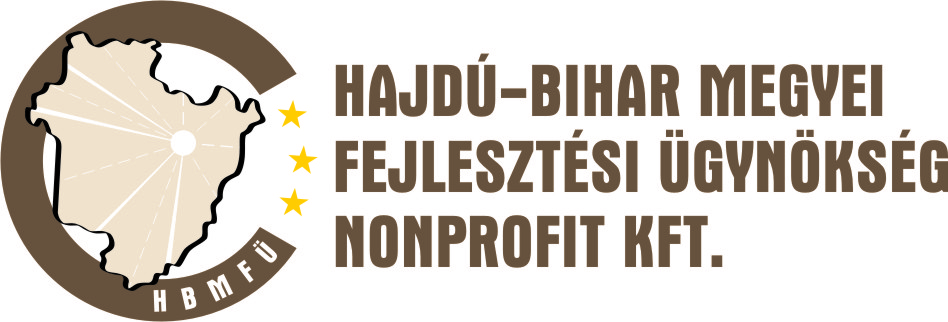 HAJDÚ-BIHAR MEGYEI
FEJLESZTÉSI ÜGYNÖKSÉG
NONPROFIT KFT.
HBMFÜ